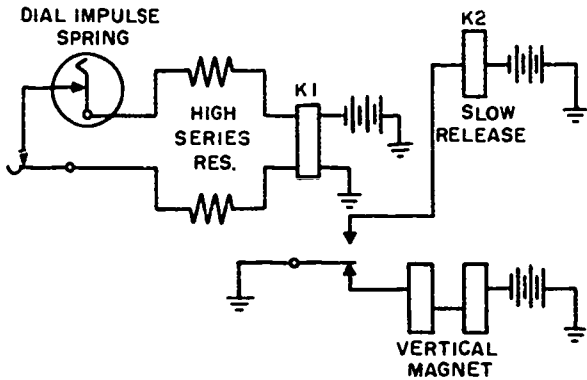 DIAL IMPULSE
SPRING
HIGH
SERIES
RES.
K1
K2
SLOW
RELEASE
VERTICAL
MAGNET